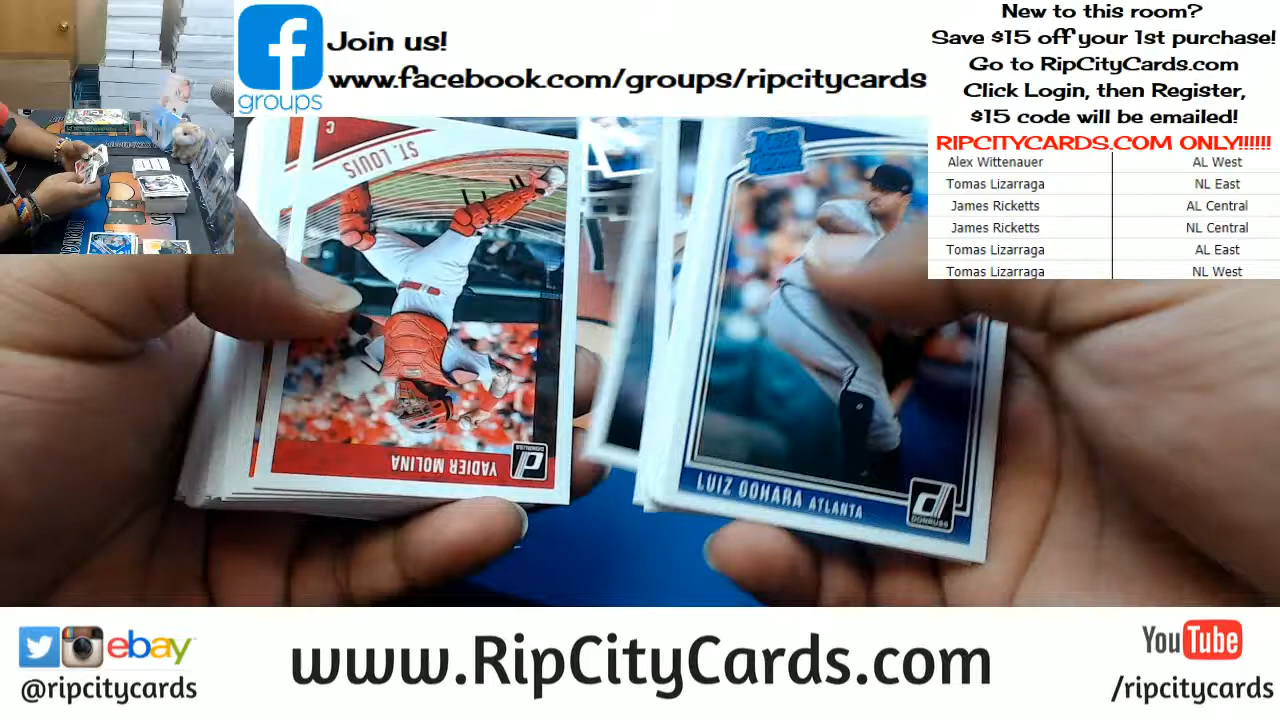 groups
Join us!
www.facebook.com/groups/ripcitycards
New to this room?
Save $15 off your 1st purchase!
Go to RipCityCards.com
Click Login, then Register,
$15 code will be emailed!
RIPCITYCARDS.COM ONLY!!!!!!
Alex Wittenauer AL West
Tomas Lizarraga NL East
James Ricketts AL Central
James Ricketts NL Central
Tomas Lizarraga AL East
Tomas Lizarraga NL West
C
ST. LOUIS
YADIER MOLINA
DONRUSS
LUIZ GOHARA ATLANTA
DONRUSS
ebay
@ripcitycards
www.RipCityCards.com
YouTube
/ripcitycards